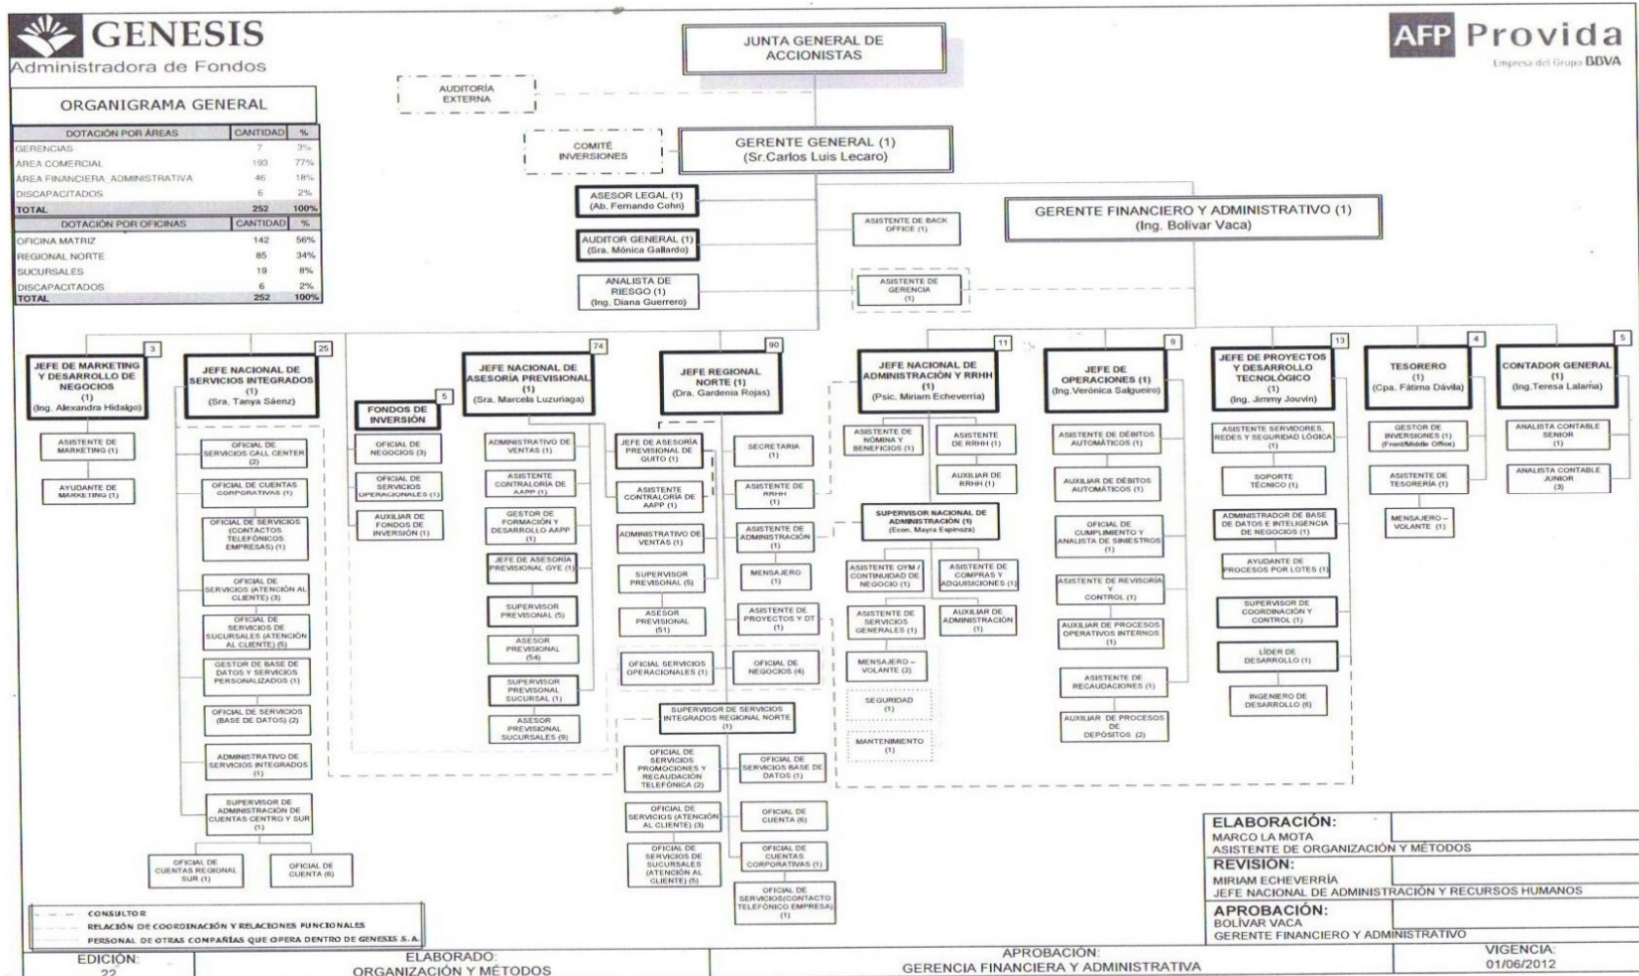 GENESIS
Administradora de Fondos
AFP Provida
Empresa del Grupo BBVA
ORGANIGRAMA GENERAL
DOTACIÓN POR ÁREAS CANTIDAD %
GERENCIAS 7 3%
ÁREA COMERCIAL 193 77%
ÁREA FINANCIERA_ADMINISTRATIVA 46 18%
DISCAPACITADOS 6 2%
TOTAL 252 100%
DOTACIÓN POR OFICINAS CANTIDAD %
OFICINA MATRIZ 142 56%
REGIONAL NORTE 85 34%
SUCURSALES 19 8%
DISCAPACITADOS 6 2%
TOTAL 252 100%
JUNTA GENERAL DE
ACCIONISTAS
AUDITORÍA
EXTERNA
COMITÉ
INVERSIONES
GERENTE GENERAL (1)
(Sr.Carlos Luis Lecaro)
ASESOR LEGAL (1)
(Ab. Fernando Cohn)
AUDITOR GENERAL (1)
(Sra. Mónica Gallardo)
ANALISTA DE
RIESGO (1)
(Ing. Diana Guerrero)
ASISTENTE DE BACK
OFFICE (1)
GERENTE FINANCIERO Y ADMINISTRATIVO (1)
(Ing. Bolívar Vaca)
ASISTENTE DE
GERENCIA
(1)
3
JEFE DE MARKETING
Y DESARROLLO DE
NEGOCIOS
(1)
(Ing. Alexandra Hidalgo)
ASISTENTE DE
MARKETING (1)
AYUDANTE DE
MARKETING (1)
25
JEFE NACIONAL DE
SERVICIOS INTEGRADOS
(1)
(Sra. Tanya Sáenz)
OFICIAL DE
SERVICIOS CALL CENTER
(2)
OFICIAL DE CUENTAS
CORPORATIVAS (1)
OFICIAL DE SERVICIOS
(CONTACTOS
TELEFÓNICOS
EMPRESAS) (1)
OFICIAL DE
SERVICIOS (ATENCIÓN AL
CLIENTE) (3)
OFICIAL DE
SERVICIOS DE
SUCURSALES (ATENCIÓN
AL CLIENTE) (5)
GESTOR DE BASE DE
DATOS Y SERVICIOS
PERSONALIZADOS (1)
OFICIAL DE SERVICIOS
(BASE DE DATOS) (2)
ADMINISTRATIVO DE
SERVICIOS INTEGRADOS
(1)
SUPERVISOR DE
ADMINISTRACIÓN DE
CUENTAS CENTRO Y SUR
(1)
OFICIAL DE
CUENTAS REGIONAL
SUR (1)
OFICIAL DE
CUENTA (6)
5
FONDOS DE
INVERSIÓN
OFICIAL DE
NEGOCIOS (3)
OFICIAL DE
SERVICIOS
OPERACIONALES (1)
AUXILIAR DE
FONDOS DE
INVERSIÓN (1)
74
JEFE NACIONAL DE
ASESORÍA PREVISIONAL
(1)
(Sra. Marcela Luzuriaga)
ADMINISTRATIVO DE
VENTAS (1)
ASISTENTE
CONTRALORÍA DE
AAPP (1)
GESTOR DE
FORMACIÓN Y
DESARROLLO AAPP
(1)
JEFE DE ASESORÍA
PREVISIONAL GYE (1)
SUPERVISOR
PREVISONAL (5)
ASESOR
PREVISIONAL
(54)
SUPERVISOR
PREVISONAL
SUCURSAL (1)
ASESOR
PREVISIONAL
SUCURSALES (9)
90
JEFE REGIONAL
NORTE (1)
(Dra. Gardenia Rojas)
JEFE DE ASESORÍA
PREVISIONAL DE
QUITO (1)
ASISTENTE
CONTRALORÍA DE
AAPP (1)
ADMINISTRATIVO DE
VENTAS (1)
SUPERVISOR
PREVISONAL (5)
ASESOR
PREVISIONAL
(51)
OFICIAL SERVICIOS
OPERACIONALES (1)
SECRETARIA
(1)
ASISTENTE DE
RRHH
(1)
ASISTENTE DE
ADMINISTRACIÓN
(1)
MENSAJERO
(1)
ASISTENTE DE
PROYECTOS Y DT
(1)
OFICIAL DE
NEGOCIOS (4)
SUPERVISOR DE SERVICIOS
INTEGRADOS REGIONAL NORTE
(1)
OFICIAL DE
SERVICIOS
PROMOCIONES Y
RECAUDACIÓN
TELEFÓNICA (2)
OFICIAL DE
SERVICIOS BASE DE
DATOS (1)
OFICIAL DE
SERVICIOS (ATENCIÓN
AL CLIENTE) (3)
OFICIAL DE
CUENTA (6)
OFICIAL DE
SERVICIOS DE
SUCURSALES
(ATENCIÓN AL
CLIENTE) (5)
OFICIAL DE
CUENTAS
CORPORATIVAS (1)
OFICIAL DE
SERVICIOS(CONTACTO
TELEFÓNICO EMPRESA)
(1)
11
JEFE NACIONAL DE
ADMINISTRACIÓN Y RRHH
(1)
(Psic. Miriam Echeverría)
ASISTENTE DE
NÓMINA Y
BENEFICIOS (1)
ASISTENTE
DE RRHH (1)
AUXILIAR DE
RRHH (1)
SUPERVISOR NACIONAL DE
ADMINISTRACIÓN (1)
(Econ. Mayra Espinoza)
ASISTENTE OYM /
CONTINUIDAD DE
NEGOCIO (1)
ASISTENTE DE
COMPRAS Y
ADQUISICIONES (1)
ASISTENTE DE
SERVICIOS
GENERALES (1)
AUXILIAR DE
ADMINISTRACIÓN
(1)
MENSAJERO –
VOLANTE (2)
SEGURIDAD
(1)
MANTENIMIENTO
(1)
9
JEFE DE
OPERACIONES (1)
(Ing.Verónica Salgueiro)
ASISTENTE DE DÉBITOS
AUTOMÁTICOS (1)
AUXILIAR DE DÉBITOS
AUTOMÁTICOS (1)
OFICIAL DE
CUMPLIMIENTO Y
ANALISTA DE SINIESTROS
(1)
ASISTENTE DE REVISORÍA
Y
CONTROL (1)
AUXILIAR DE PROCESOS
OPERATIVOS INTERNOS
(1)
ASISTENTE DE
RECAUDACIONES (1)
AUXILIAR DE PROCESOS
DE
DEPÓSITOS (2)
13
JEFE DE PROYECTOS
Y DESARROLLO
TECNOLÓGICO
(1)
(Ing. Jimmy Jouvín)
ASISTENTE SERVIDORES,
REDES Y SEGURIDAD LÓGICA
(1)
SOPORTE
TÉCNICO (1)
ADMINISTRADOR DE BASE
DE DATOS E INTELIGENCIA
DE NEGOCIOS (1)
AYUDANTE DE
PROCESOS POR LOTES (1)
SUPERVISOR DE
COORDINACIÓN Y
CONTROL (1)
LÍDER DE
DESARROLLO (1)
INGENIERO DE
DESARROLLO (6)
4
TESORERO
(1)
(Cpa. Fátima Dávila)
GESTOR DE
INVERSIONES (1)
(Front/Middle Office)
ASISTENTE DE
TESORERÍA (1)
MENSAJERO –
VOLANTE (1)
5
CONTADOR GENERAL
(1)
(Ing.Teresa Lalama)
ANALISTA CONTABLE
SENIOR
(1)
ANALISTA CONTABLE
JUNIOR
(3)
CONSULTOR
RELACIÓN DE COORDINACIÓN Y RELACIONES FUNCIONALES
PERSONAL DE OTRAS COMPAÑÍAS QUE OPERA DENTRO DE GENESIS S. A.
ELABORACIÓN:
MARCO LA MOTA
ASISTENTE DE ORGANIZACIÓN Y MÉTODOS
REVISIÓN:
MIRIAM ECHEVERRÍA
JEFE NACIONAL DE ADMINISTRACIÓN Y RECURSOS HUMANOS
APROBACIÓN:
BOLÍVAR VACA
GERENTE FINANCIERO Y ADMINISTRATIVO
EDICIÓN:
22
ELABORADO:
ORGANIZACIÓN Y MÉTODOS
APROBACIÓN:
GERENCIA FINANCIERA Y ADMINISTRATIVA
VIGENCIA:
01/06/2012